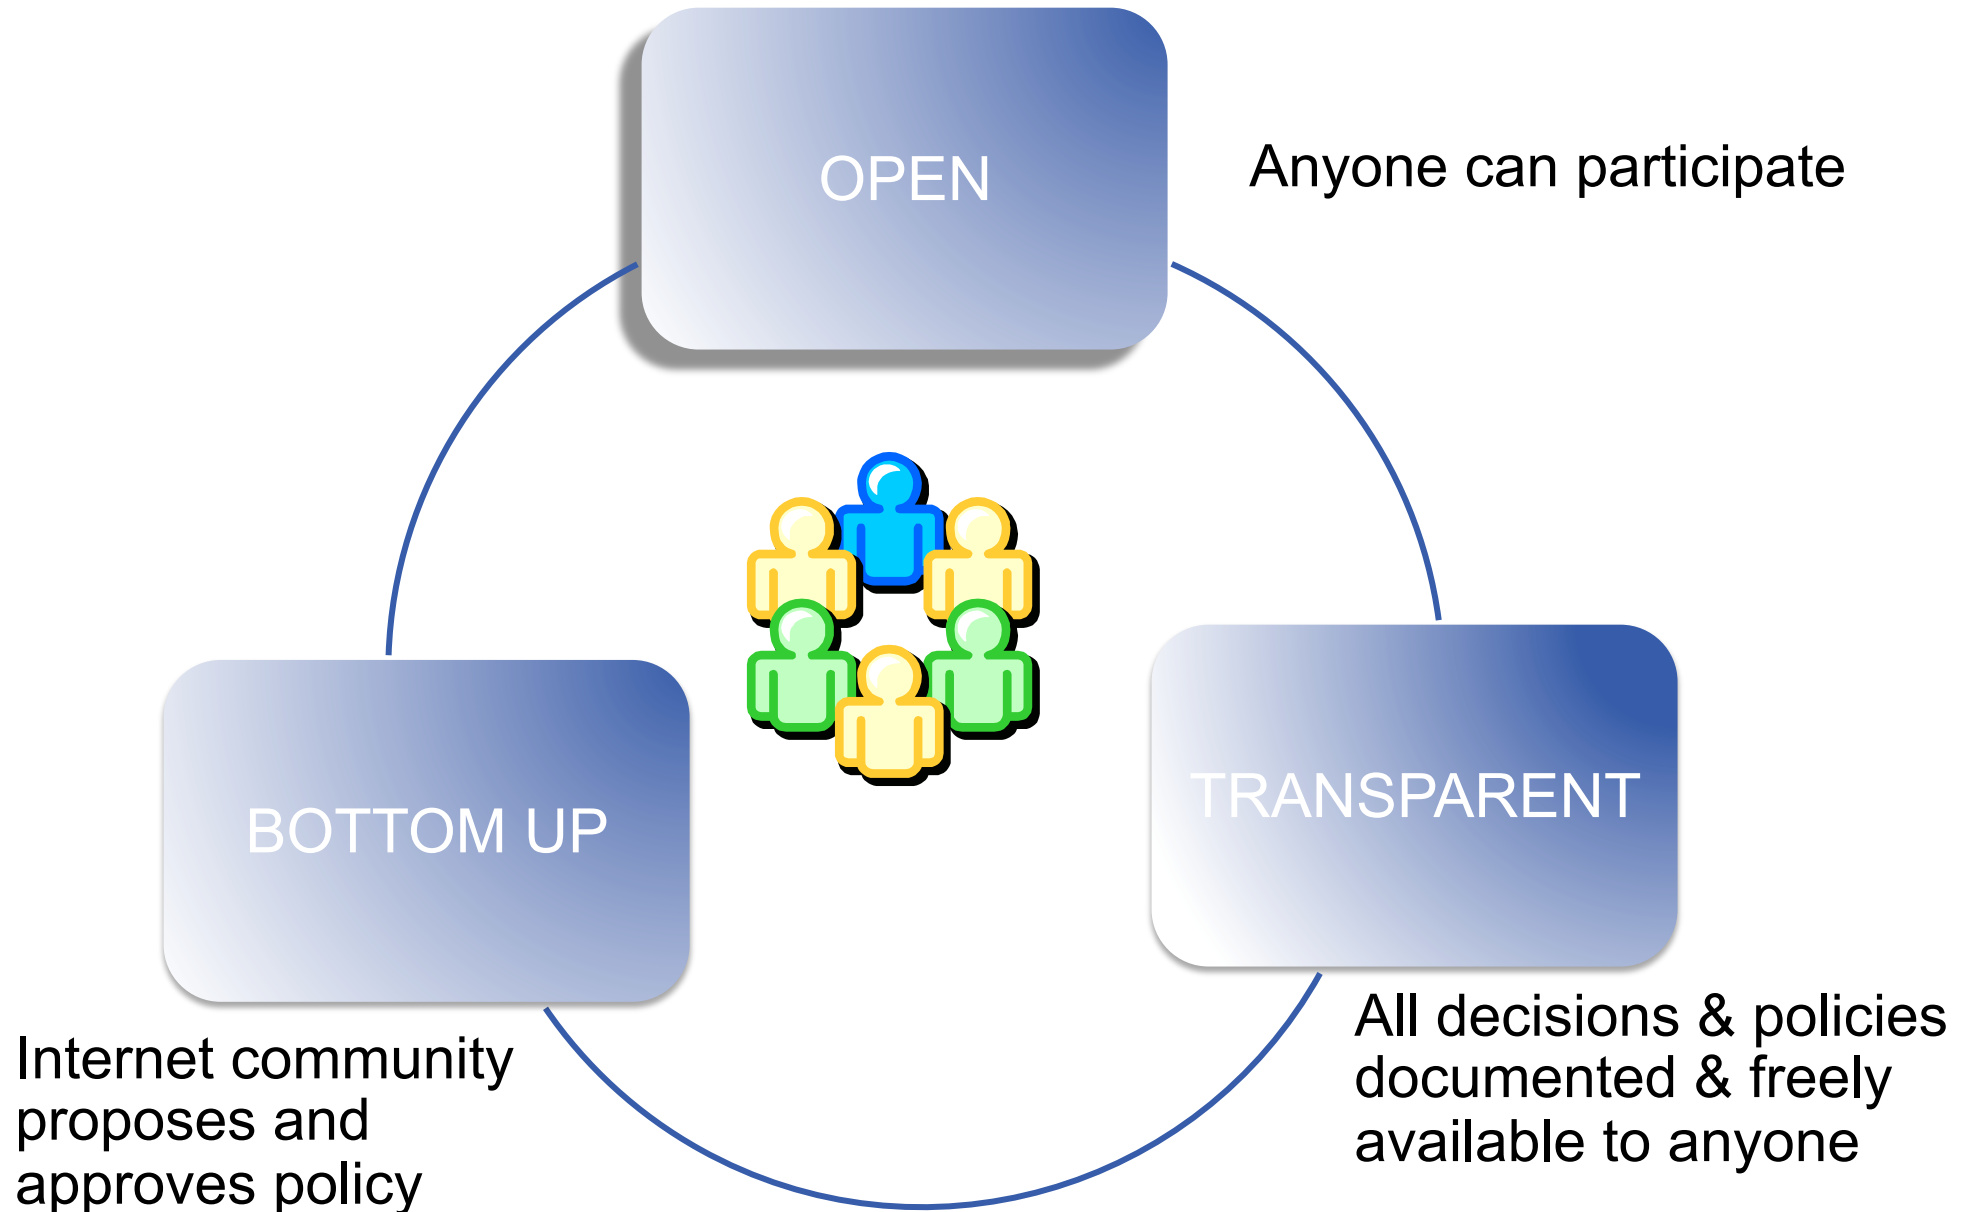 OPEN
Anyone can participate
TRANSPARENT
All decisions & policies
documented & freely
available to anyone
BOTTOM UP
Internet community
proposes and
approves policy